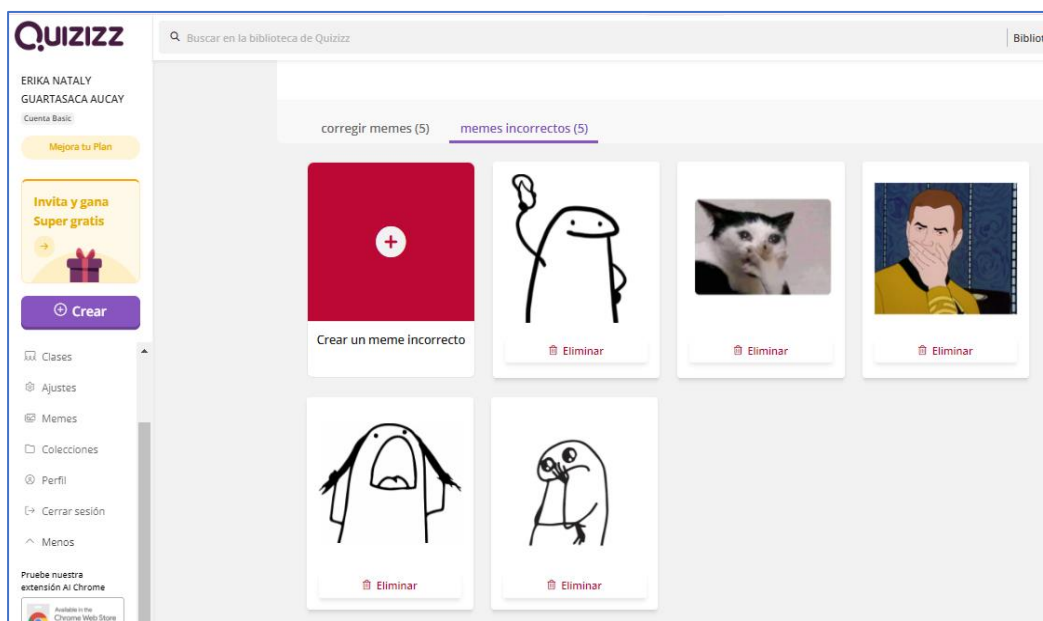 QUIZIZZ
Buscar en la biblioteca de Quizizz
Bibliot
ERIKA NATALY
GUARTASACA AUCAY
Cuenta Basic
Mejora tu Plan
Invita y gana
Super gratis
Crear
Clases
Ajustes
Memes
Colecciones
Perfil
Cerrar sesión
Menos
Pruebe nuestra
extensión AI Chrome
Available in the
Chrome Web Store
corregir memes (5)
memes incorrectos (5)
Crear un meme incorrecto
Eliminar
Eliminar
Eliminar
Eliminar
Eliminar